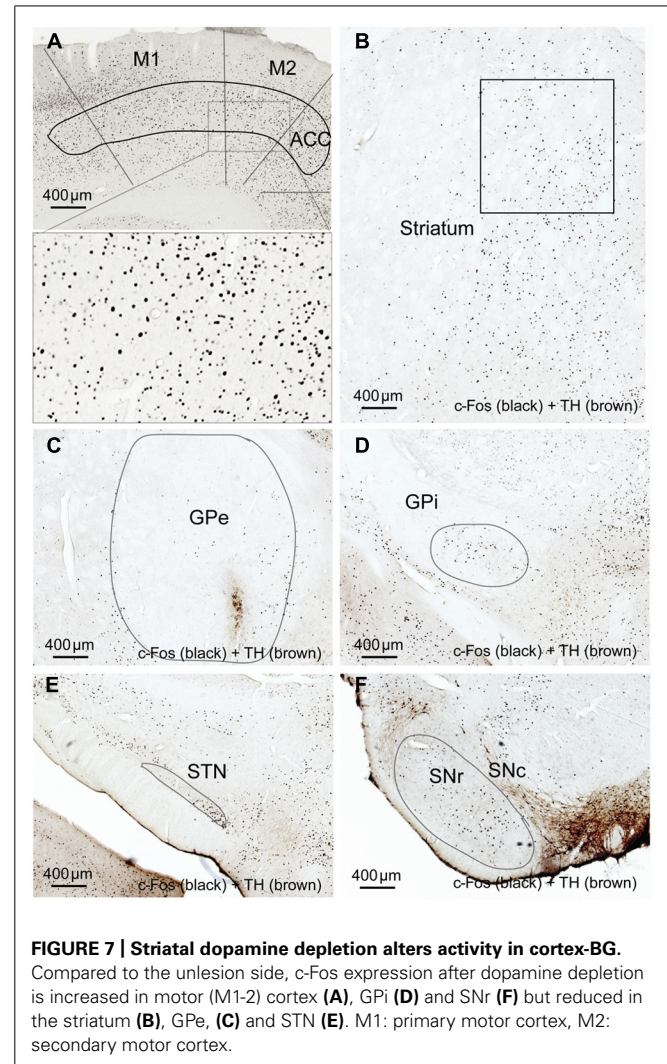 A
M1
M2
ACC
400μm
B
Striatum
400μm
c-Fos (black) + TH (brown)
C
GPe
400μm
c-Fos (black) + TH (brown)
D
GPi
400μm
c-Fos (black) + TH (brown)
E
STN
400μm
c-Fos (black) + TH (brown)
F
SNr
SNc
400μm
c-Fos (black) + TH (brown)
FIGURE 7 | Striatal dopamine depletion alters activity in cortex-BG.
Compared to the unlesion side, c-Fos expression after dopamine depletion
is increased in motor (M1-2) cortex (A), GPi (D) and SNr (F) but reduced in
the striatum (B), GPe, (C) and STN (E). M1: primary motor cortex, M2:
secondary motor cortex.